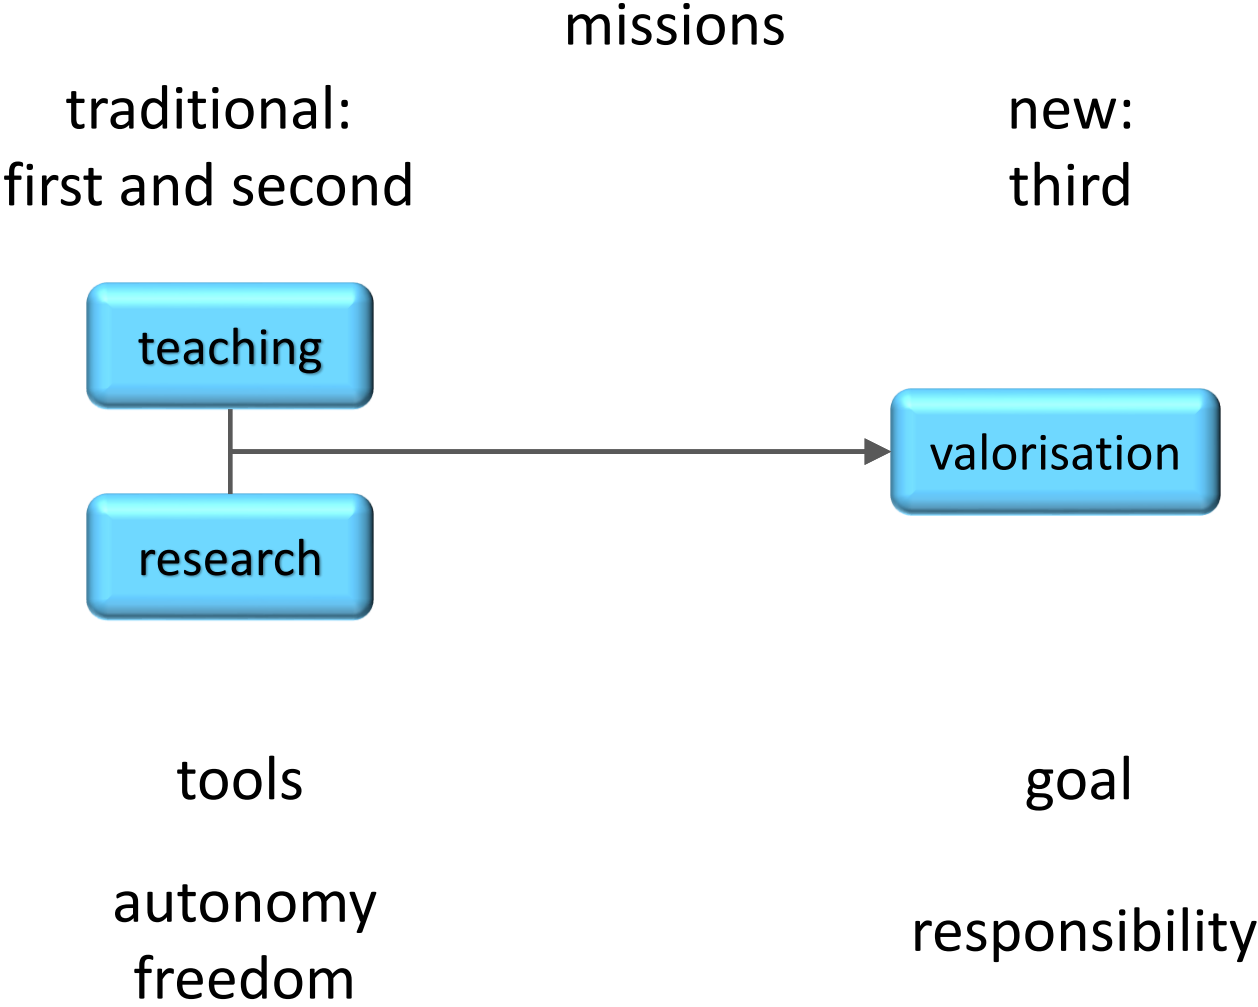 missions
traditional:
first and second
new:
third
teaching
research
valorisation
tools
goal
autonomy
freedom
responsibility